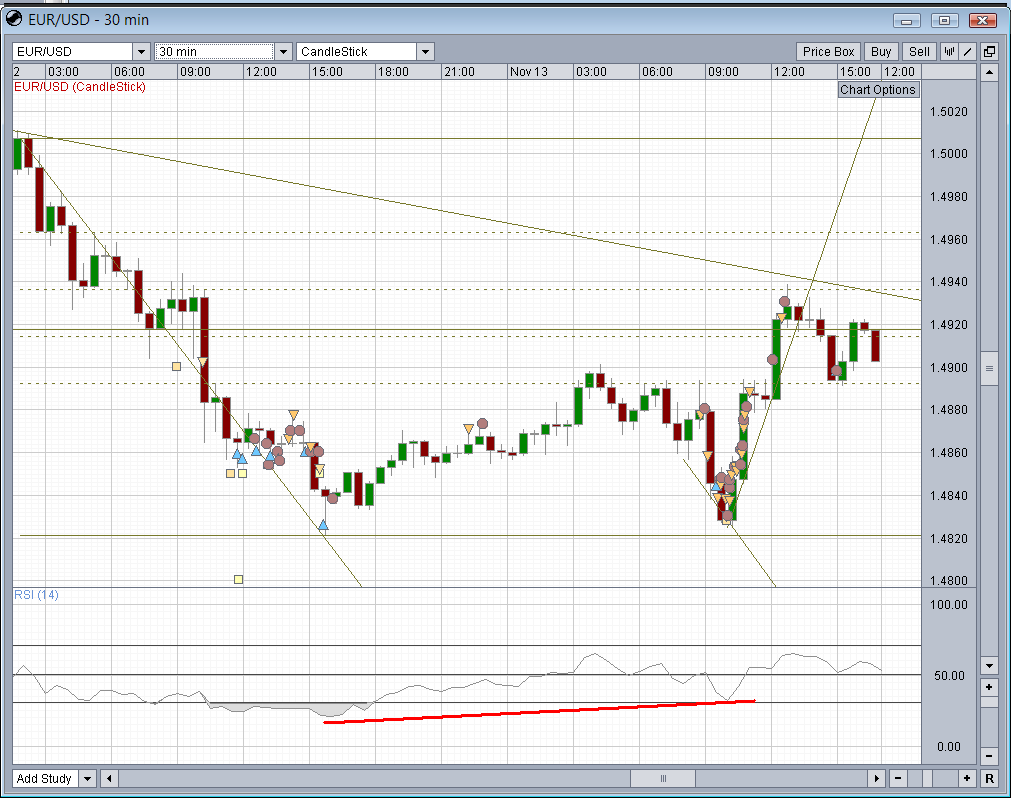 EUR/USD - 30 min
EUR/USD 30 min CandleStick Price Box Buy Sell
2 03:00 06:00 09:00 12:00 15:00 18:00 21:00 Nov 13 03:00 06:00 09:00 12:00 15:00 12:00
EUR/USD (CandleStick)
Chart Options
1.5020
1.5000
1.4980
1.4960
1.4940
1.4920
1.4900
1.4880
1.4860
1.4840
1.4820
1.4800
RSI (14)
100.00
50.00
0.00
Add Study R